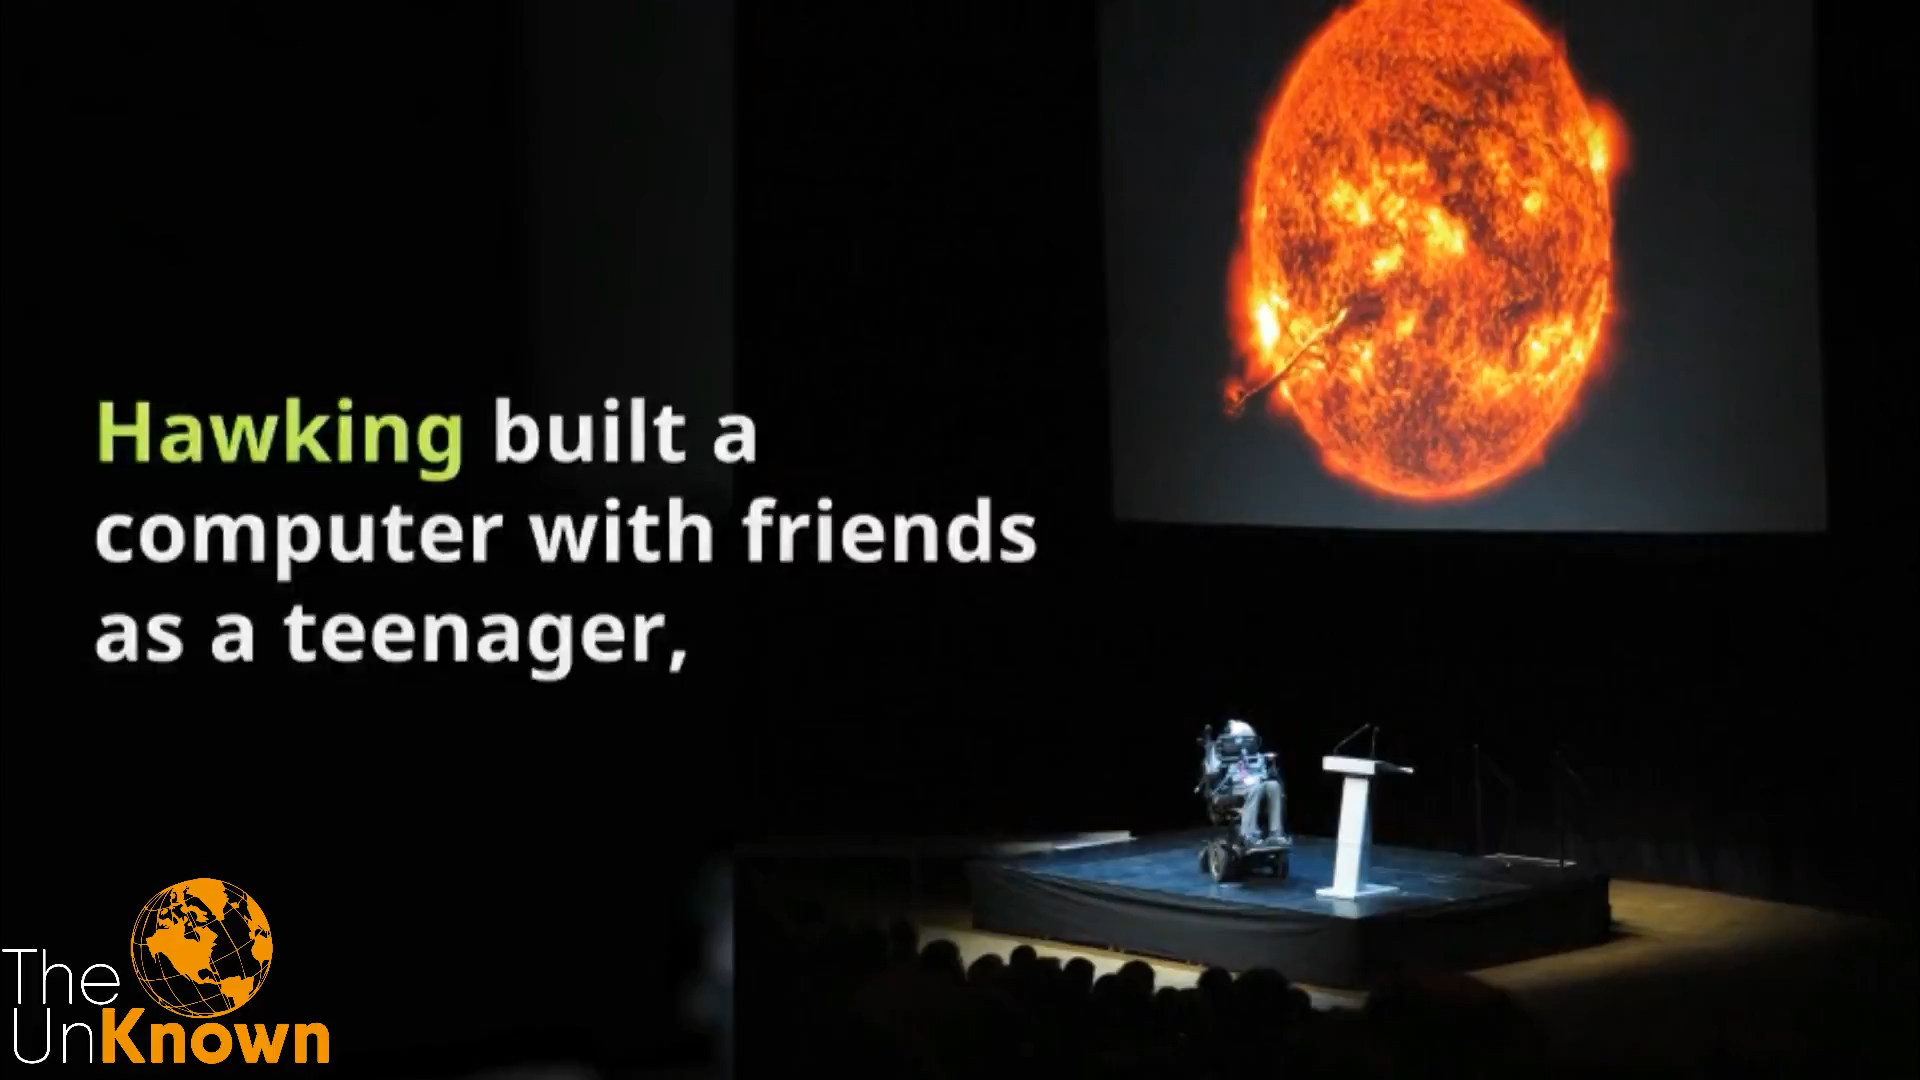 Hawking built a
computer with friends
as a teenager,
The
UnKnown